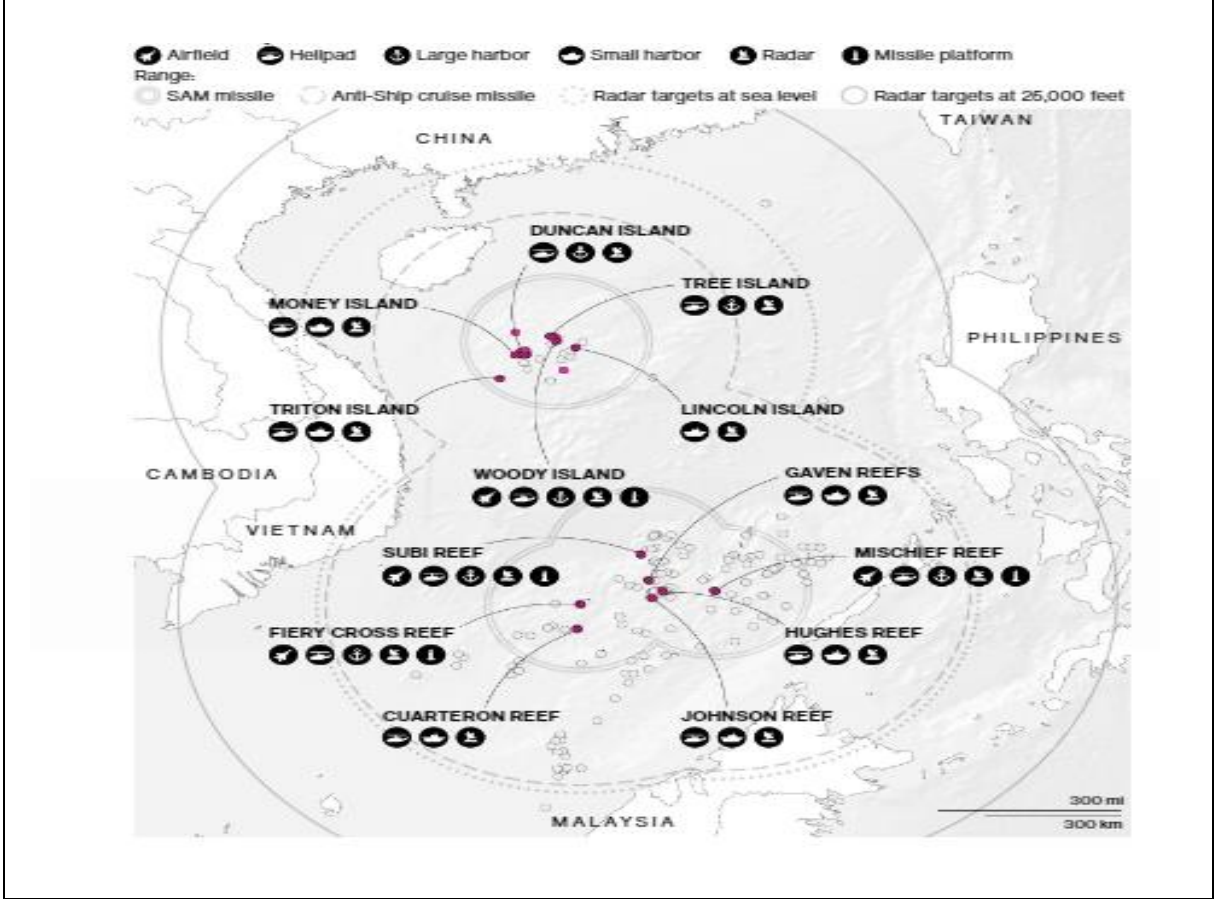 Airfield Helipad Large harbor Small harbor Radar Missile platform
Range:
SAM missile Anti-Ship cruise missile Radar targets at sea level Radar targets at 25,000 feet
TAIWAN
CHINA
DUNCAN ISLAND
TREE ISLAND
MONEY ISLAND
PHILIPPINES
TRITON ISLAND
LINCOLN ISLAND
CAMBODIA
WOODY ISLAND
GAVEN REEFS
VIETNAM
SUBI REEF
MISCHIEF REEF
FIERY CROSS REEF
HUGHES REEF
CUARTERON REEF
JOHNSON REEF
300 mi
MALAYSIA
300 km